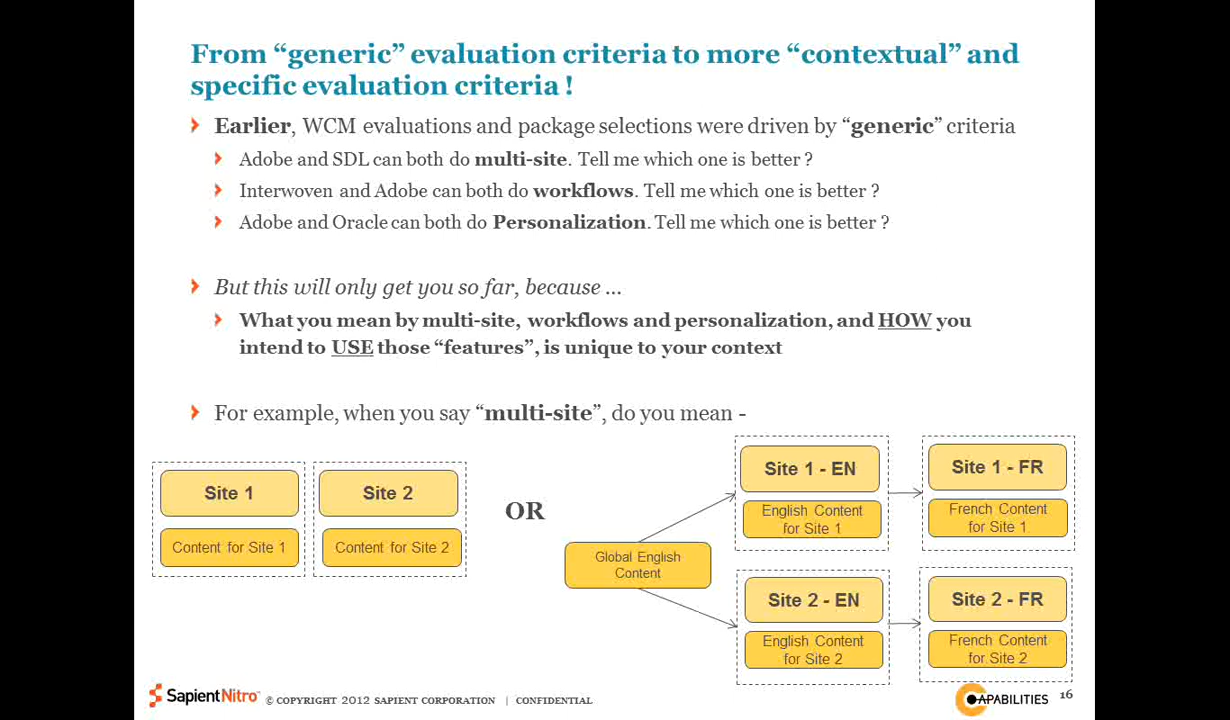 From “generic” evaluation criteria to more “contextual” and
specific evaluation criteria !
Earlier, WCM evaluations and package selections were driven by “generic” criteria
Adobe and SDL can both do multi-site. Tell me which one is better ?
Interwoven and Adobe can both do workflows. Tell me which one is better ?
Adobe and Oracle can both do Personalization. Tell me which one is better ?
But this will only get you so far, because ...
What you mean by multi-site, workflows and personalization, and HOW you
intend to USE those “features”, is unique to your context
For example, when you say “multi-site”, do you mean -
Site 1
Content for Site 1
Site 2
Content for Site 2
OR
Global English
Content
Site 1 - EN
English Content
for Site 1
Site 1 - FR
French Content
for Site 1
Site 2 - EN
English Content
for Site 2
Site 2 - FR
French Content
for Site 2
SapientNitro
© COPYRIGHT 2012 SAPIENT CORPORATION | CONFIDENTIAL
CAPABILITIES
16